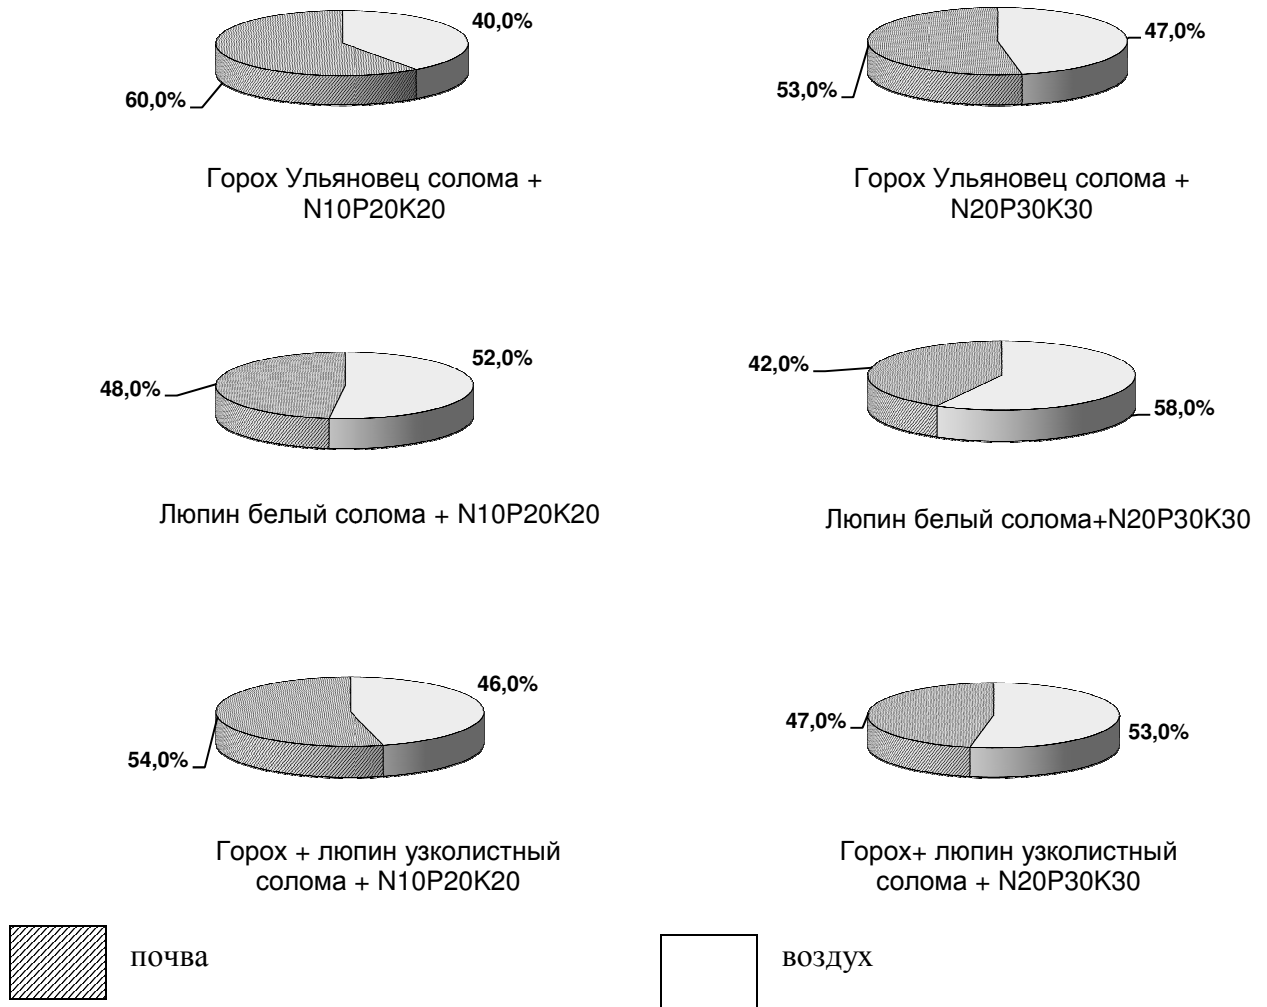 40,0%
60,0%
Горох Ульяновец солома +
N10P20K20
47,0%
53,0%
Горох Ульяновец солома +
N20P30K30
52,0%
48,0%
Люпин белый солома + N10P20K20
42,0%
58,0%
Люпин белый солома+N20P30K30
46,0%
54,0%
Горох + люпин узколистный
солома + N10P20K20
47,0%
53,0%
Горох+ люпин узколистный
солома + N20P30K30
почва
воздух